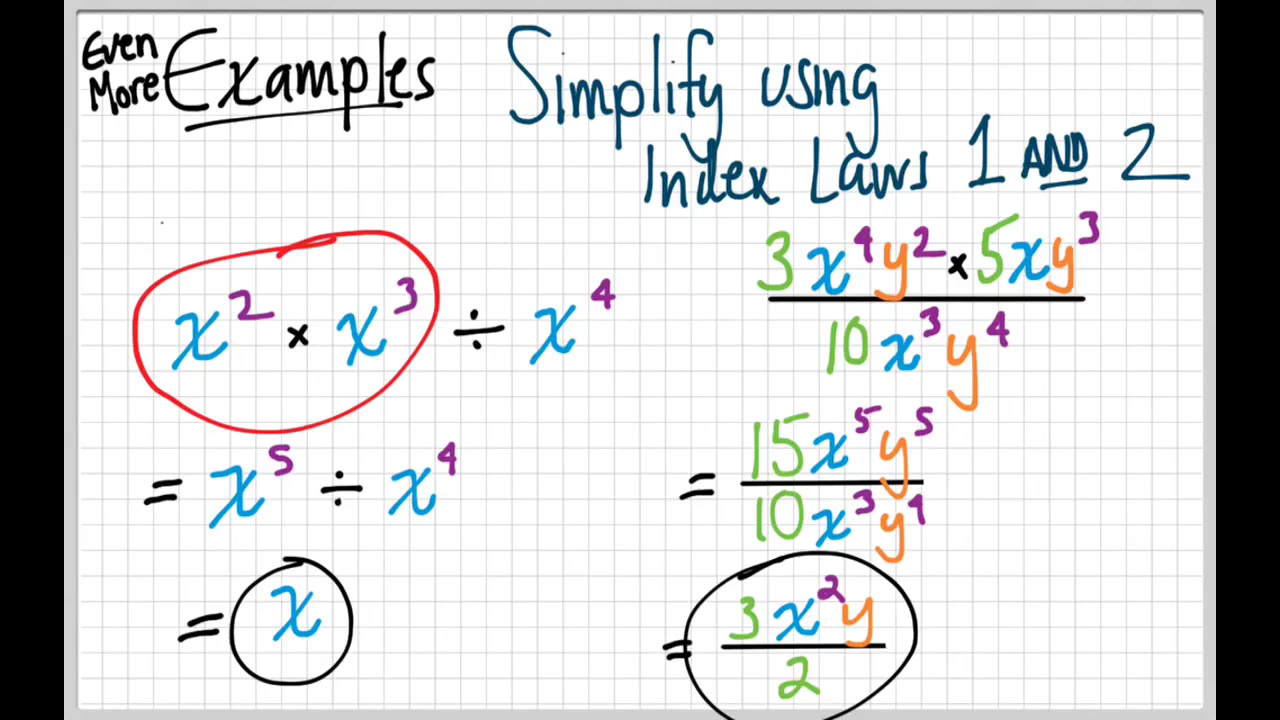 Even
More Examples
Simplify using
Index Laws 1 AND 2
x² × x³ ÷ x⁴
= x⁵ ÷ x⁴
= x
3x⁴y² × 5xy³
10x³y⁴
= 15x⁵y⁵
10x³y⁴
= 3x²y
2